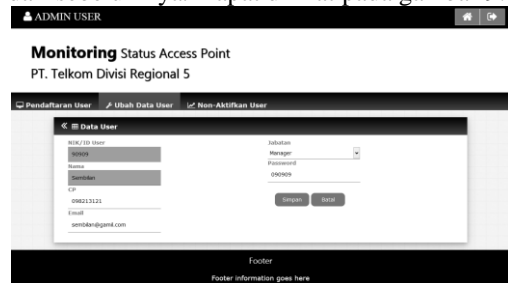 ADMIN USER
Monitoring Status Access Point
PT. Telkom Divisi Regional 5
Pendaftaran User Ubah Data User Non-Aktifkan User
Data User
NIK/ID User
90909
Nama
Sembilan
CP
098213121
Email
sembilan@gamil.com
Jabatan
Manager
Password
090909
Simpan Batal
Footer
Footer information goes here